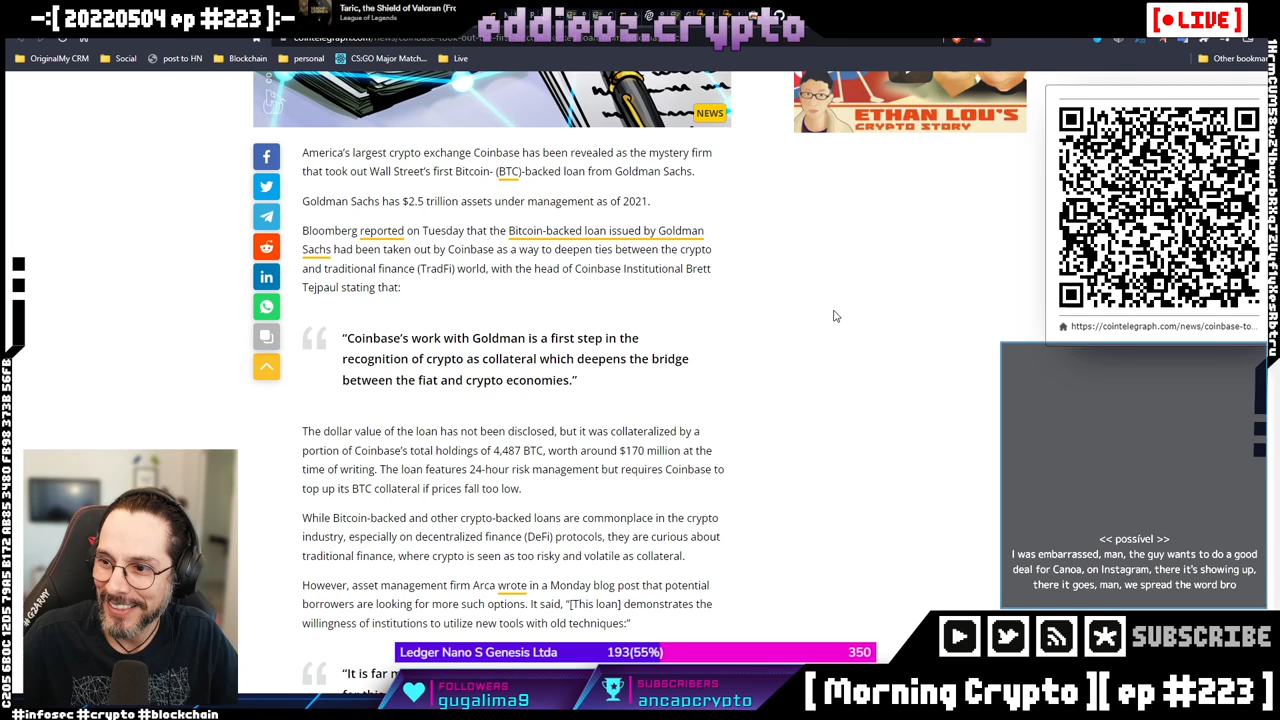 -:[ 20220504 ep #223 ]:-
Taric, the Shield of Valoran (Fr
League of Legends
eddieoz.crypto
[● LIVE ]
OriginalMy CRM
Social
post to HN
Blockchain
personal
CS:GO Major Match...
Live
Other bookmar
NEWS
ETHAN LOU'S
CRYPTO STORY
America's largest crypto exchange Coinbase has been revealed as the mystery firm
that took out Wall Street's first Bitcoin- (BTC)-backed loan from Goldman Sachs.
Goldman Sachs has $2.5 trillion assets under management as of 2021.
Bloomberg reported on Tuesday that the Bitcoin-backed loan issued by Goldman
Sachs had been taken out by Coinbase as a way to deepen ties between the crypto
and traditional finance (TradFi) world, with the head of Coinbase Institutional Brett
Tejpaul stating that:
“Coinbase's work with Goldman is a first step in the
recognition of crypto as collateral which deepens the bridge
between the fiat and crypto economies.”
The dollar value of the loan has not been disclosed, but it was collateralized by a
portion of Coinbase's total holdings of 4,487 BTC, worth around $170 million at the
time of writing. The loan features 24-hour risk management but requires Coinbase to
top up its BTC collateral if prices fall too low.
While Bitcoin-backed and other crypto-backed loans are commonplace in the crypto
industry, especially on decentralized finance (DeFi) protocols, they are curious about
traditional finance, where crypto is seen as too risky and volatile as collateral.
However, asset management firm Arca wrote in a Monday blog post that potential
borrowers are looking for more such options. It said, “[This loan] demonstrates the
willingness of institutions to utilize new tools with old techniques:”
“It is far
https://cointelegraph.com/news/coinbase-to...
<< possível >>
I was embarrassed, man, the guy wants to do a good
deal for Canoa, on Instagram, there it's showing up,
there it goes, man, we spread the word bro
Ledger Nano S Genesis Ltda 193(55%) 350
FOLLOWERS
gugalima9
SUBSCRIBERS
ancapcrypto
SUBSCRIBE
[ Morning Crypto ][ ep #223 ]
#infosec #crypto #blockchain